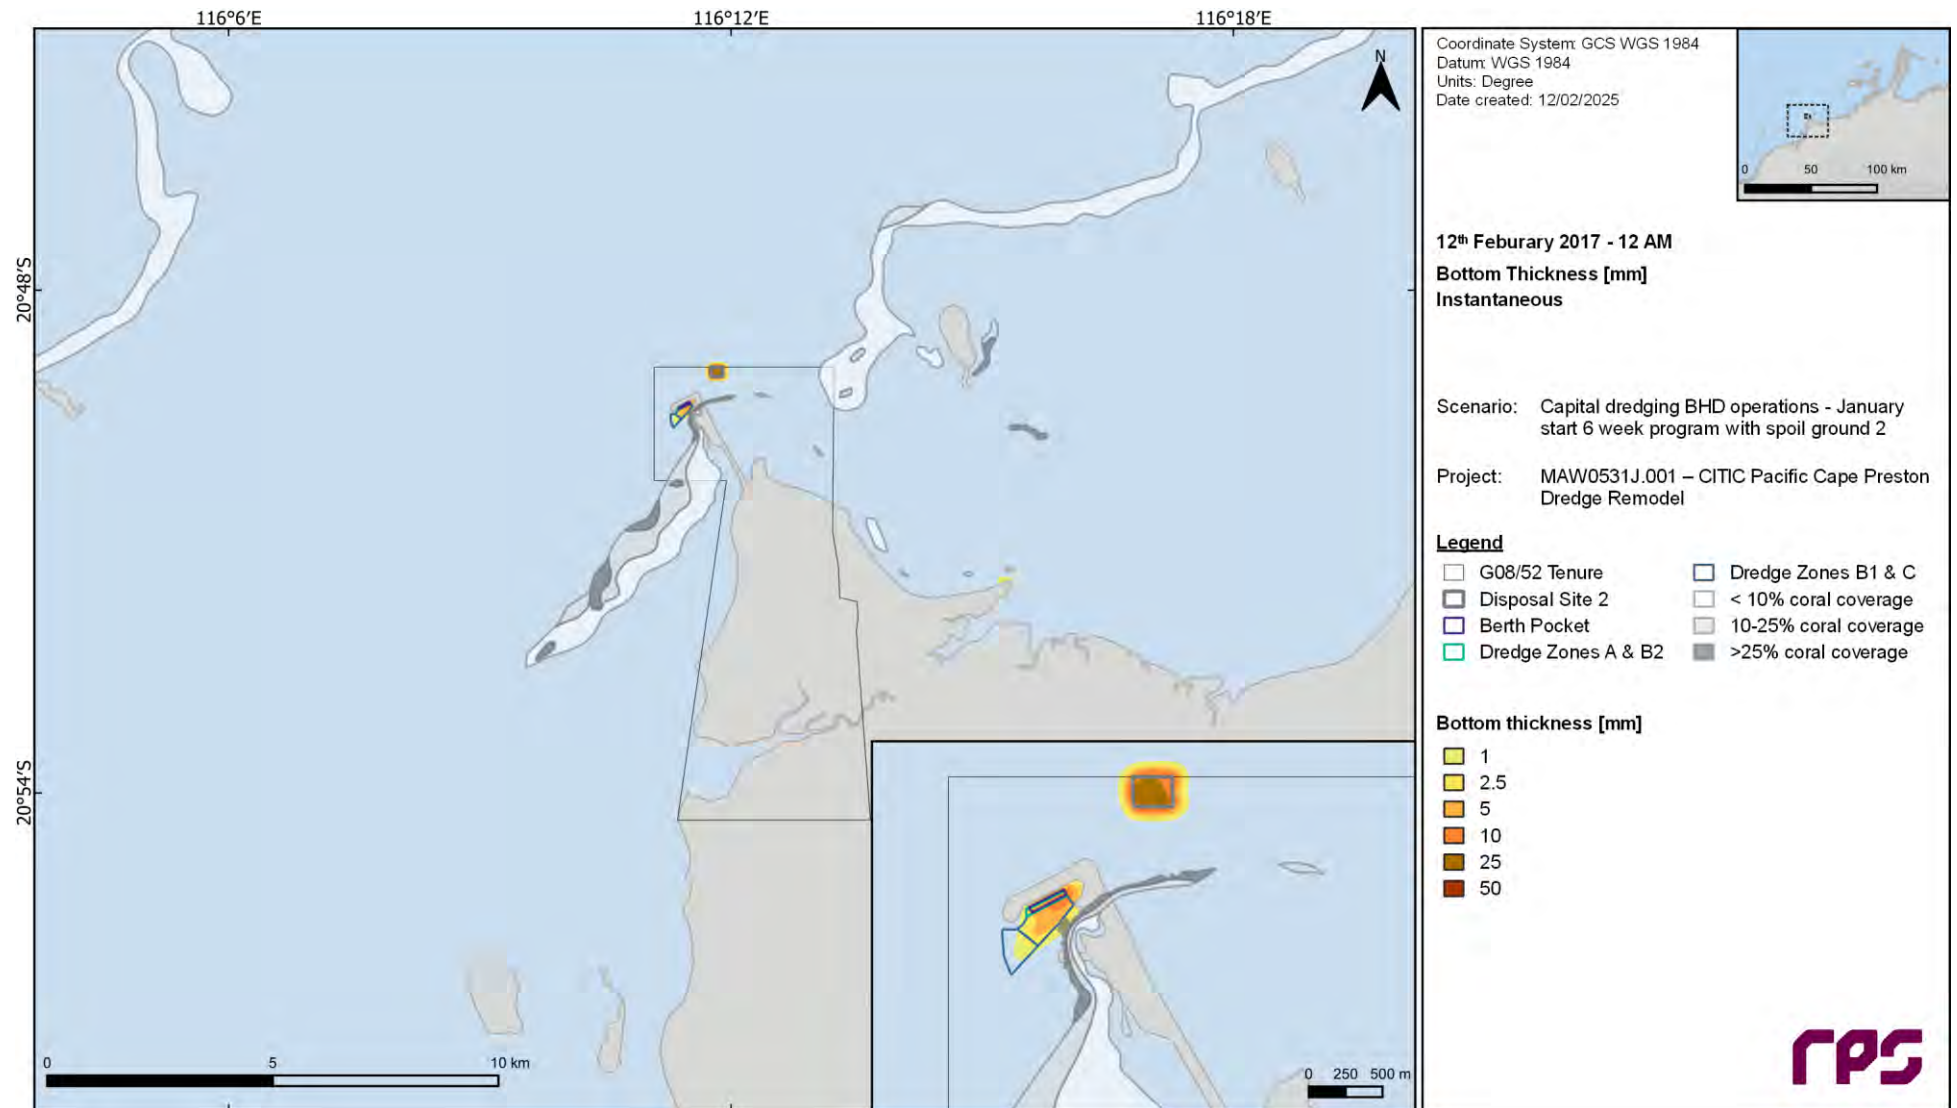 116°6′E
116°12′E
116°18′E
20°48′S
20°54′S
N
0 5 10 km
0 250 500 m
Coordinate System: GCS WGS 1984
Datum: WGS 1984
Units: Degree
Date created: 12/02/2025
0 50 100 km
12th Feburary 2017 - 12 AM
Bottom Thickness [mm]
Instantaneous
Scenario: Capital dredging BHD operations - January
start 6 week program with spoil ground 2
Project: MAW0531J.001 – CITIC Pacific Cape Preston
Dredge Remodel
Legend
G08/52 Tenure
Disposal Site 2
Berth Pocket
Dredge Zones A & B2
Dredge Zones B1 & C
< 10% coral coverage
10-25% coral coverage
>25% coral coverage
Bottom thickness [mm]
1
2.5
5
10
25
50
rps